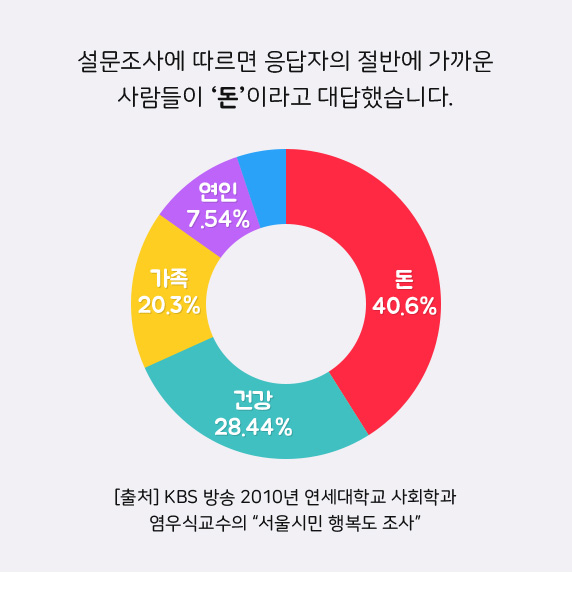 설문조사에 따르면 응답자의 절반에 가까운
사람들이 ‘돈’이라고 대답했습니다.
연인
7.54%
가족
20.3%
돈
40.6%
건강
28.44%
[출처] KBS 방송 2010년 연세대학교 사회학과
염우식교수의 “서울시민 행복도 조사”